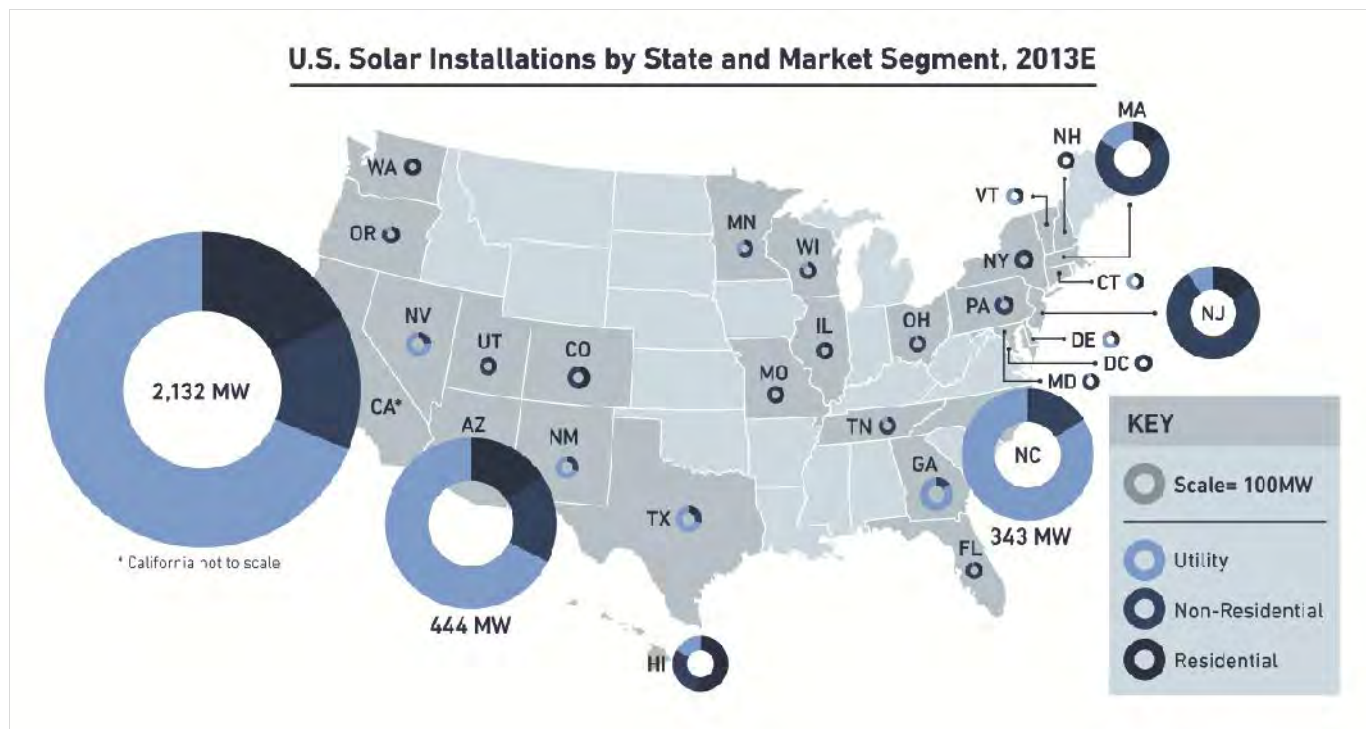 U.S. Solar Installations by State and Market Segment, 2013E
MA
NH
WA
VT
OR
MN
WI
NY
CT
NV
UT
CO
IL
OH
PA
NJ
DE
DC
MD
2,132 MW
CA*
MO
AZ
NM
TN
GA
NC
KEY
Scale= 100MW
TX
343 MW
FL
* California not to scale
Utility
Non-Residential
444 MW
HI
Residential